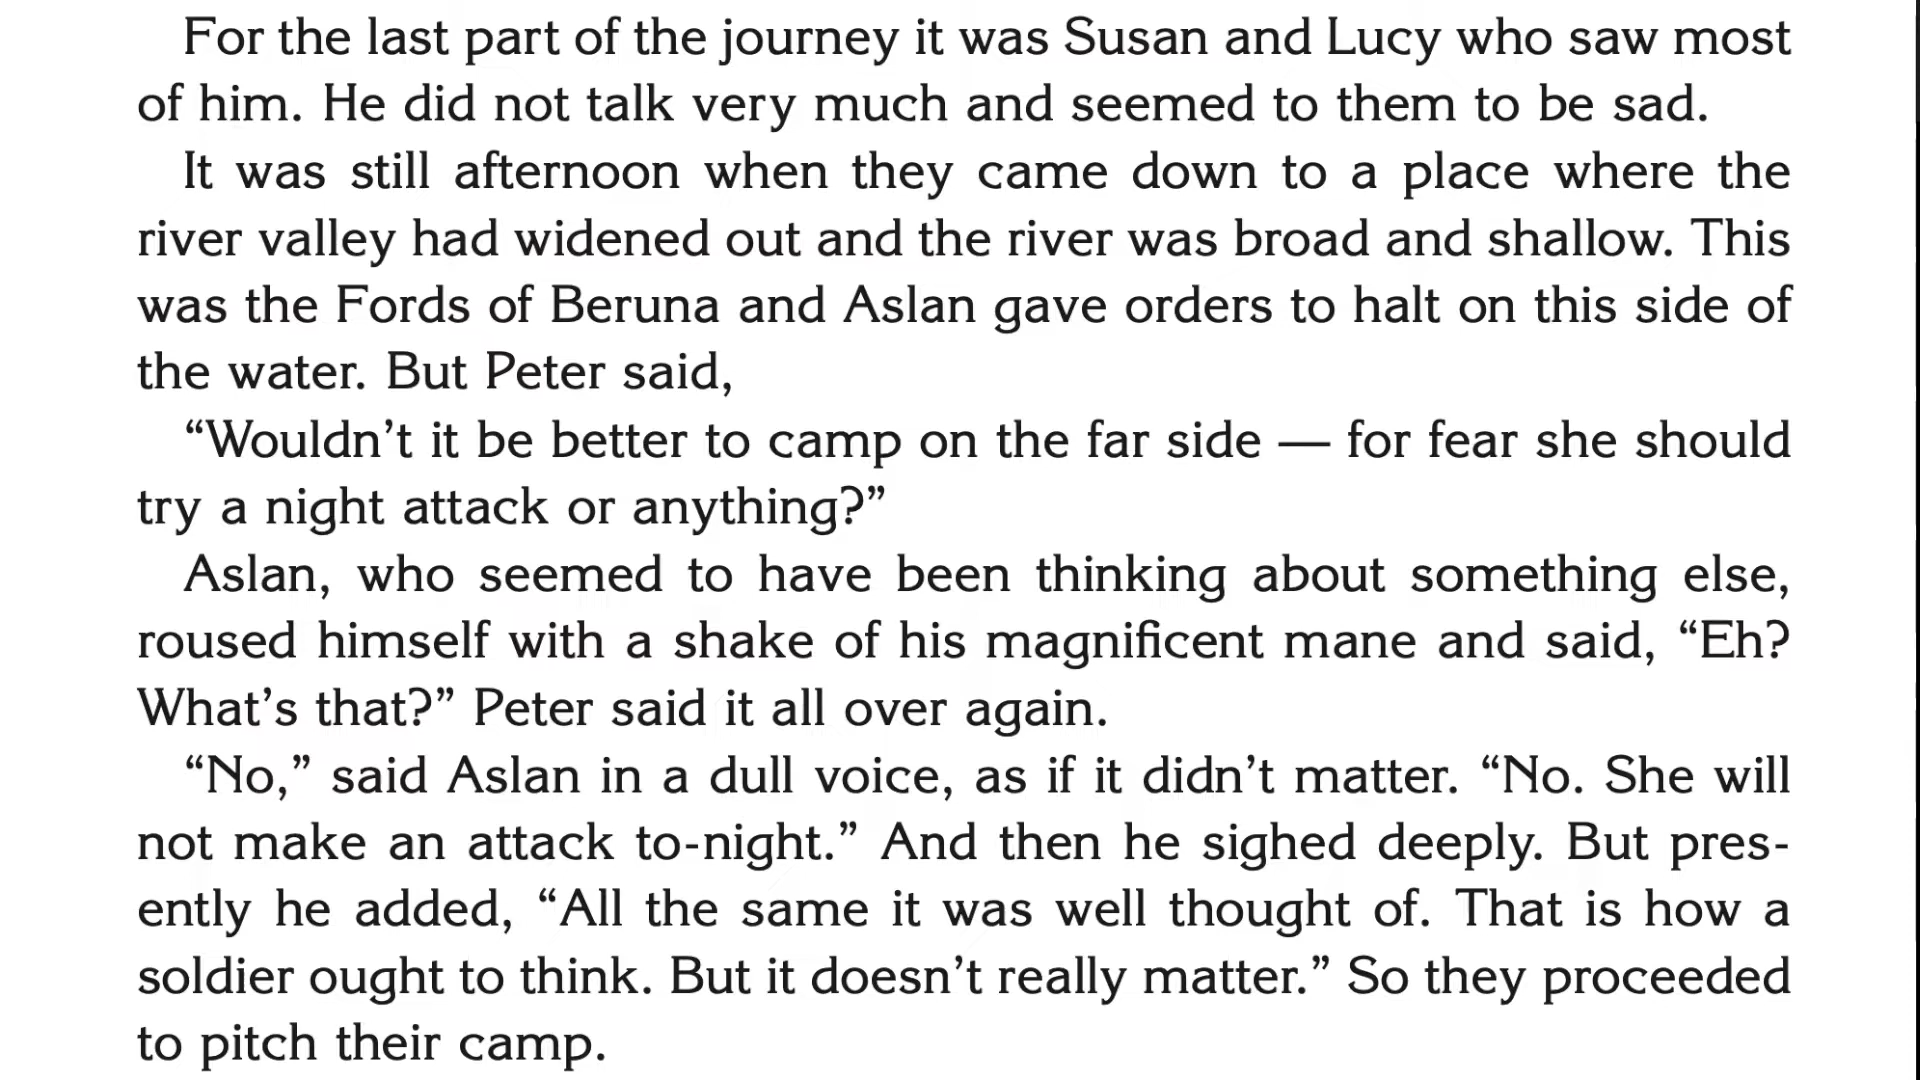 For the last part of the journey it was Susan and Lucy who saw most
of him. He did not talk very much and seemed to them to be sad.
It was still afternoon when they came down to a place where the
river valley had widened out and the river was broad and shallow. This
was the Fords of Beruna and Aslan gave orders to halt on this side of
the water. But Peter said,
“Wouldn’t it be better to camp on the far side — for fear she should
try a night attack or anything?”
Aslan, who seemed to have been thinking about something else,
roused himself with a shake of his magnificent mane and said, “Eh?
What’s that?” Peter said it all over again.
“No,” said Aslan in a dull voice, as if it didn’t matter. “No. She will
not make an attack to-night.” And then he sighed deeply. But pres-
ently he added, “All the same it was well thought of. That is how a
soldier ought to think. But it doesn’t really matter.” So they proceeded
to pitch their camp.